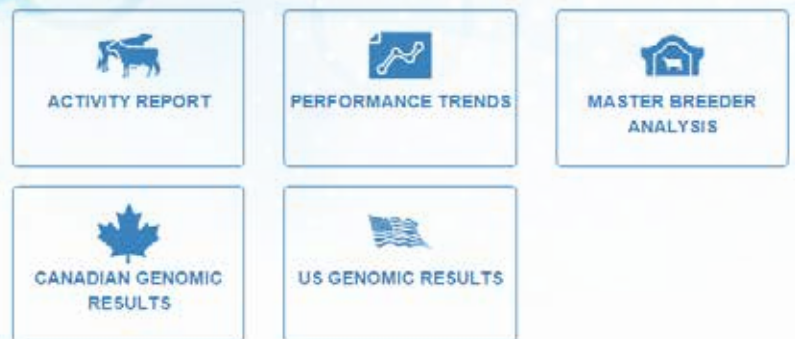 ACTIVITY REPORT
PERFORMANCE TRENDS
MASTER BREEDER
ANALYSIS
CANADIAN GENOMIC
RESULTS
US GENOMIC RESULTS